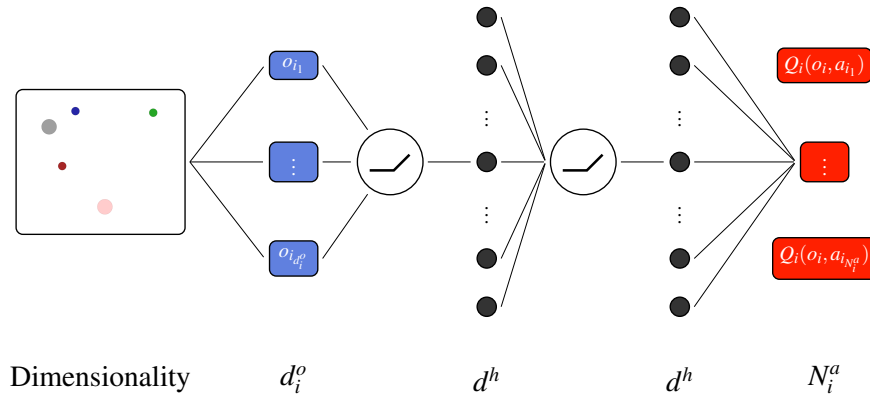 o_{i_1}
Q_i(o_i, a_{i_1})
⋮ ⋮ ⋮ ⋮
⋮ ⋮
o_{i_{d_i^o}}
Q_i(o_i, a_{i_{N_i^a}})
Dimensionality d_i^o d^h d^h N_i^a